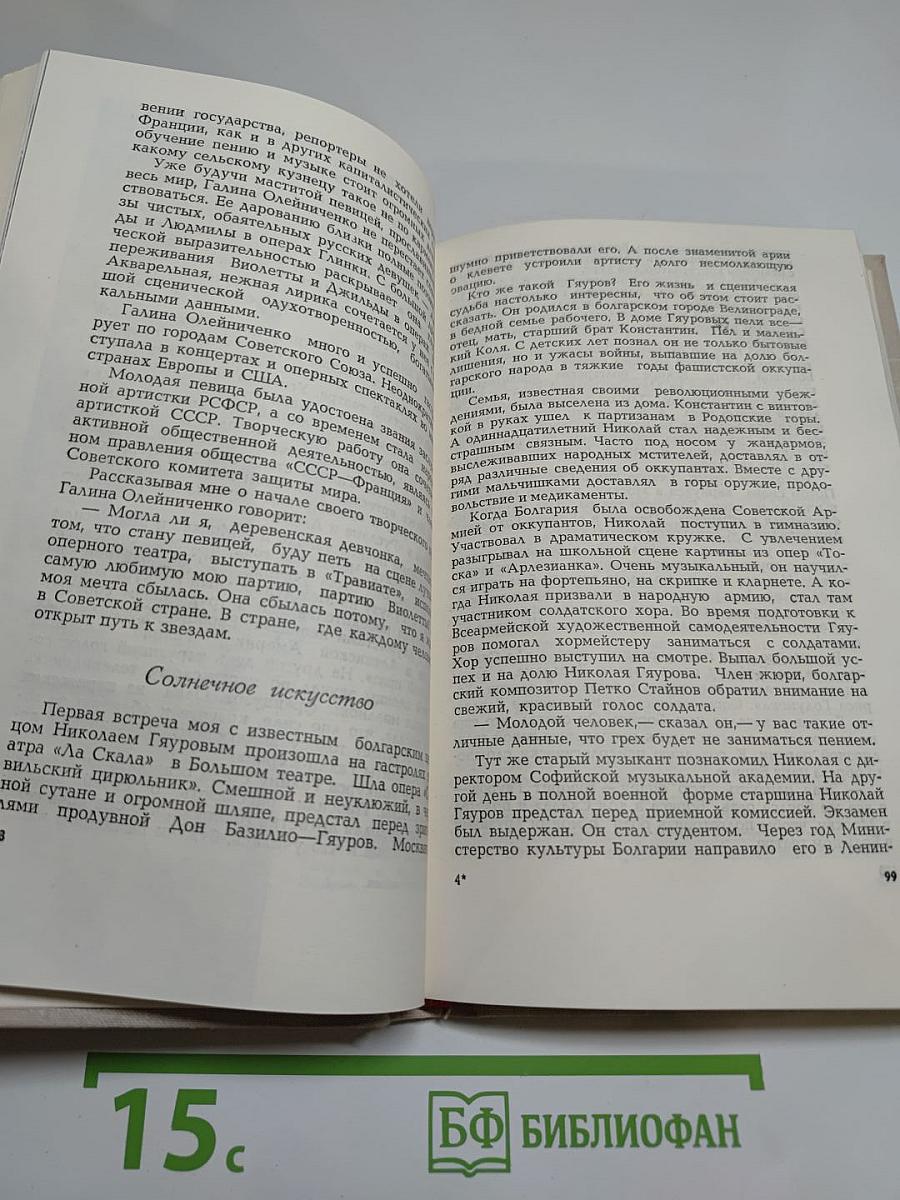 вении государства, репортеры не хотели
Франции, как и в других капиталистических
обучение пению и музыке стоит огромных
какому сельскому кузнецу такое не по карману
Уже будучи маститой певицей,
весь мир, Галина Олейниченко не перестает
ствоваться. Ее дарованию близки полные
зы чистых, обаятельных русских девушек
ды и Людмилы в операх Глинки. С большой
ческой выразительностью раскрывает она
переживания Виолетты и Джильды в операх
Акварельная, нежная лирика сочетается у нее
шой сценической одухотворенностью,
кальными данными.
Галина Олейниченко много и успешно
рует по городам Советского Союза. Неоднократно
ступала в концертах и оперных спектаклях во
странах Европы и США.
Молодая певица была удостоена звания
ной артистки РСФСР, а со временем стала
артисткой СССР. Творческую работу она
активной общественной деятельностью,
ном правления общества «СССР—Франция» и
Советского комитета защиты мира.
Рассказывая мне о начале своего творческого
Галина Олейниченко говорит:
— Могла ли я, деревенская девчонка,
том, что стану певицей, буду петь на сцене
оперного театра, выступать в «Травиате»,
самую любимую мою партию, партию Виолетты
моя мечта сбылась. Она сбылась потому, что я
в Советской стране. В стране, где каждому
открыт путь к звездам.
Солнечное искусство
Первая встреча моя с известным болгарским
цом Николаем Гяуровым произошла на гастролях
атра «Ла Скала» в Большом театре. Шла опера
вильский цирюльник». Смешной и неуклюжий, в
ной сутане и огромной шляпе, предстал перед
лями продувной Дон Базилио—Гяуров.
шумно приветствовали его. А после знаменитой арии
о клевете устроили артисту долго несмолкающую
овацию.
Кто же такой Гяуров? Его жизнь и сценическая
судьба настолько интересны, что об этом стоит рас-
сказать. Он родился в болгарском городе Велинограде,
в бедной семье рабочего. В доме Гяуровых пели все—
отец, мать, старший брат Константин. Пел и малень-
кий Коля. С детских лет познал он не только бытовые
лишения, но и ужасы войны, выпавшие на долю бол-
гарского народа в тяжкие годы фашистской оккупа-
ции.
Семья, известная своими революционными убеж-
дениями, была выселена из дома. Константин с винтов-
кой в руках ушел к партизанам в Родопские горы.
А одиннадцатилетний Николай стал надежным и бес-
страшным связным. Часто под носом у жандармов,
выслеживавших народных мстителей, доставлял в от-
ряд различные сведения об оккупантах. Вместе с дру-
гими мальчишками доставлял в горы оружие, продо-
вольствие и медикаменты.
Когда Болгария была освобождена Советской Ар-
мией от оккупантов, Николай поступил в гимназию.
Участвовал в драматическом кружке. С увлечением
разыгрывал на школьной сцене картины из опер «То-
ска» и «Арлезианка». Очень музыкальный, он научил-
ся играть на фортепьяно, на скрипке и кларнете. А ко-
гда Николая призвали в народную армию, стал там
участником солдатского хора. Во время подготовки к
Всеармейской художественной самодеятельности Гяу-
ров помогал хормейстеру заниматься с солдатами.
Хор успешно выступил на смотре. Выпал большой ус-
пех и на долю Николая Гяурова. Член жюри, болгар-
ский композитор Петко Стайнов обратил внимание на
свежий, красивый голос солдата.
— Молодой человек,— сказал он,— у вас такие от-
личные данные, что грех будет не заниматься пением.
Тут же старый музыкант познакомил Николая с ди-
ректором Софийской музыкальной академии. На дру-
гой день в полной военной форме старшина Николай
Гяуров предстал перед приемной комиссией. Экзамен
был выдержан. Он стал студентом. Через год Мини-
стерство культуры Болгарии направило его в Ленин-
4*
99
15 с
БФ БИБЛИОФАН